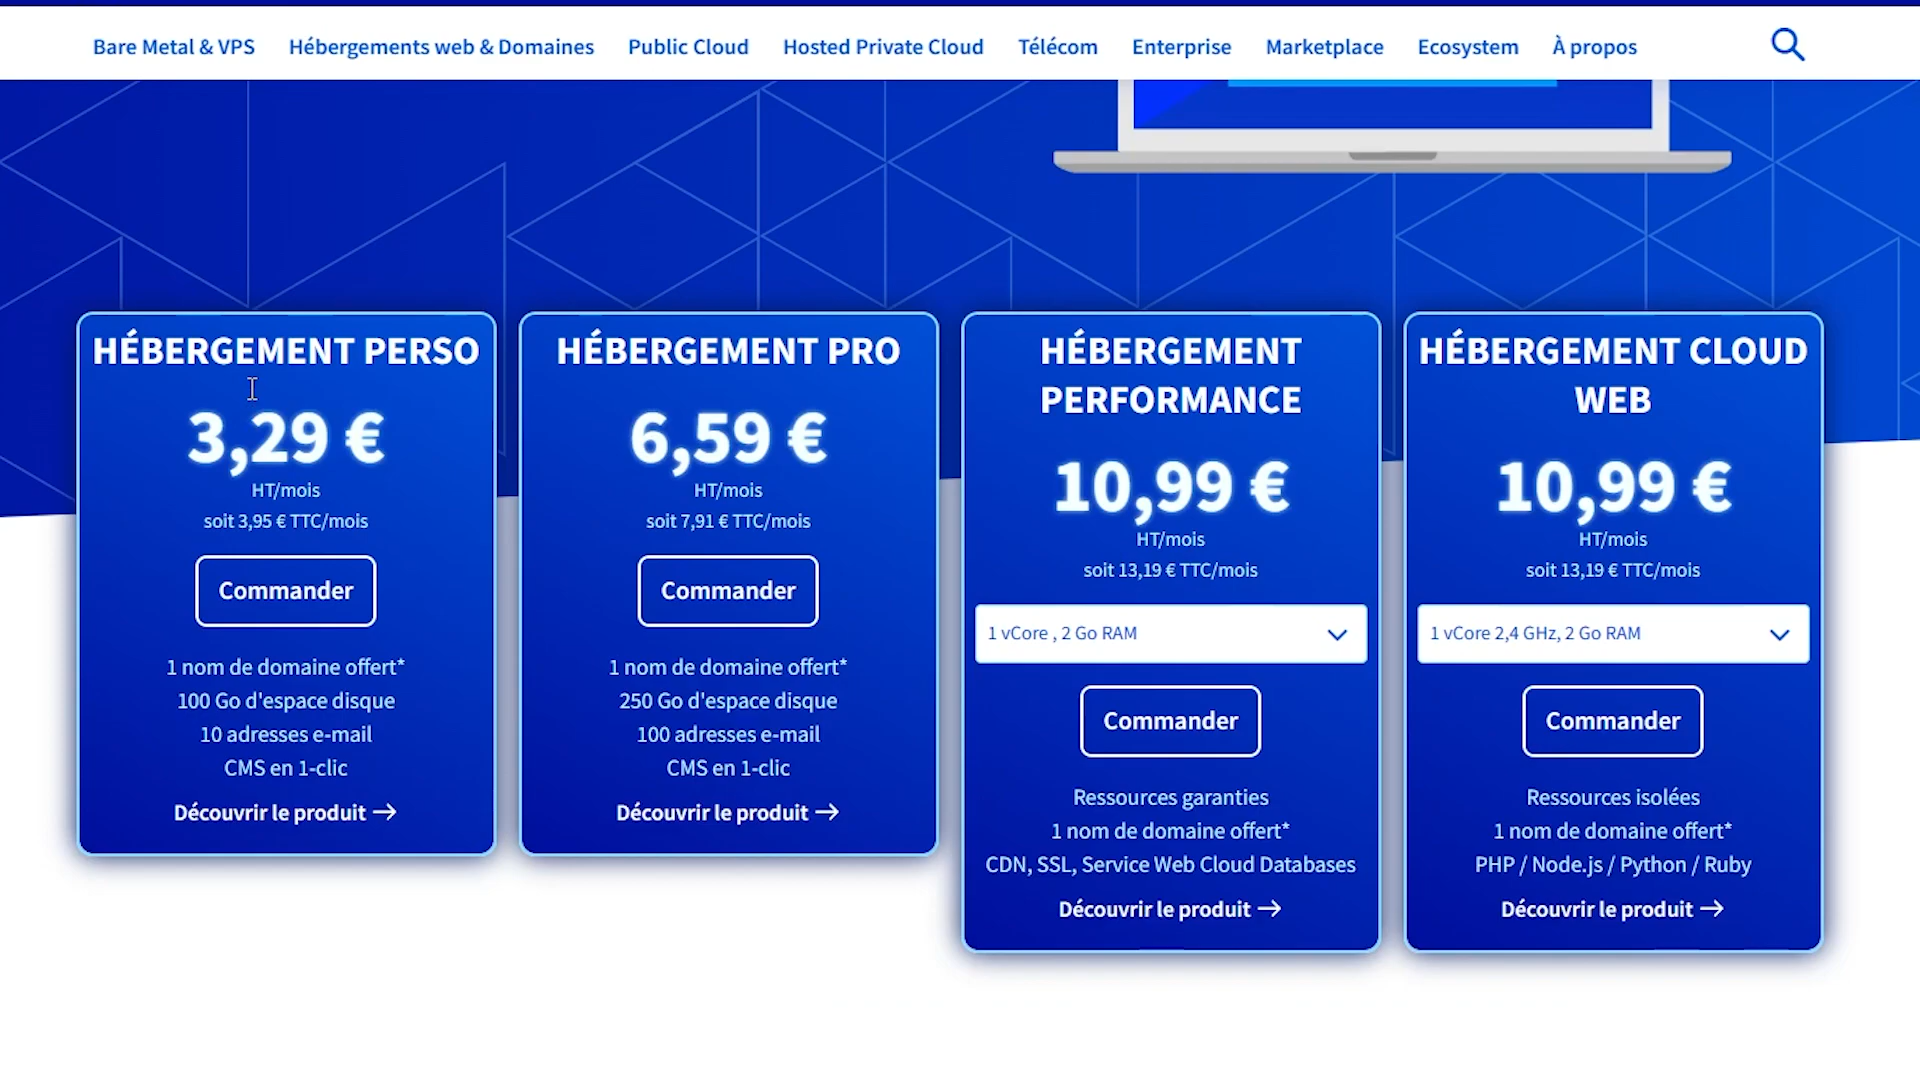 Bare Metal & VPS
Hébergements web & Domaines
Public Cloud
Hosted Private Cloud
Télécom
Enterprise
Marketplace
Ecosystem
À propos
HÉBERGEMENT PERSO
3,29 €
HT/mois
soit 3,95 € TTC/mois
Commander
1 nom de domaine offert*
100 Go d'espace disque
10 adresses e-mail
CMS en 1-clic
Découvrir le produit →
HÉBERGEMENT PRO
6,59 €
HT/mois
soit 7,91 € TTC/mois
Commander
1 nom de domaine offert*
250 Go d'espace disque
100 adresses e-mail
CMS en 1-clic
Découvrir le produit →
HÉBERGEMENT
PERFORMANCE
10,99 €
HT/mois
soit 13,19 € TTC/mois
1 vCore , 2 Go RAM
Commander
Ressources garanties
1 nom de domaine offert*
CDN, SSL, Service Web Cloud Databases
Découvrir le produit →
HÉBERGEMENT CLOUD
WEB
10,99 €
HT/mois
soit 13,19 € TTC/mois
1 vCore 2,4 GHz, 2 Go RAM
Commander
Ressources isolées
1 nom de domaine offert*
PHP / Node.js / Python / Ruby
Découvrir le produit →